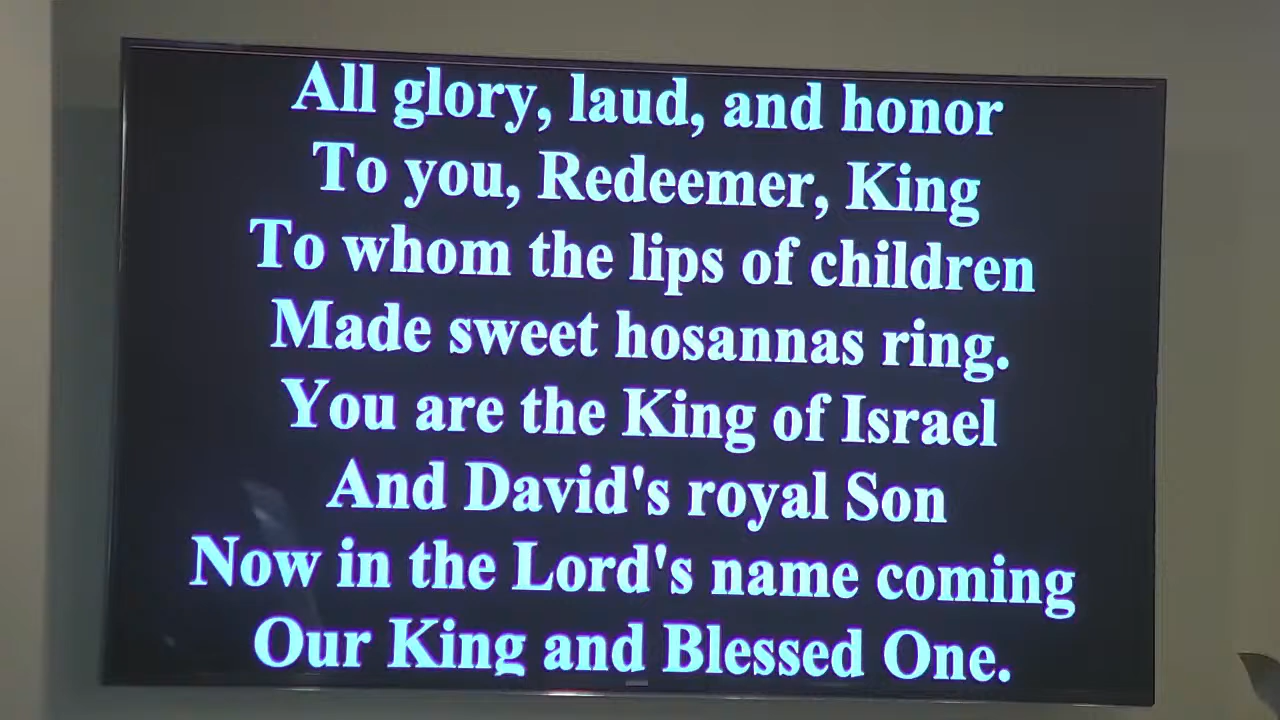 All glory, laud, and honor
To you, Redeemer, King
To whom the lips of children
Made sweet hosannas ring.
You are the King of Israel
And David's royal Son
Now in the Lord's name coming
Our King and Blessed One.